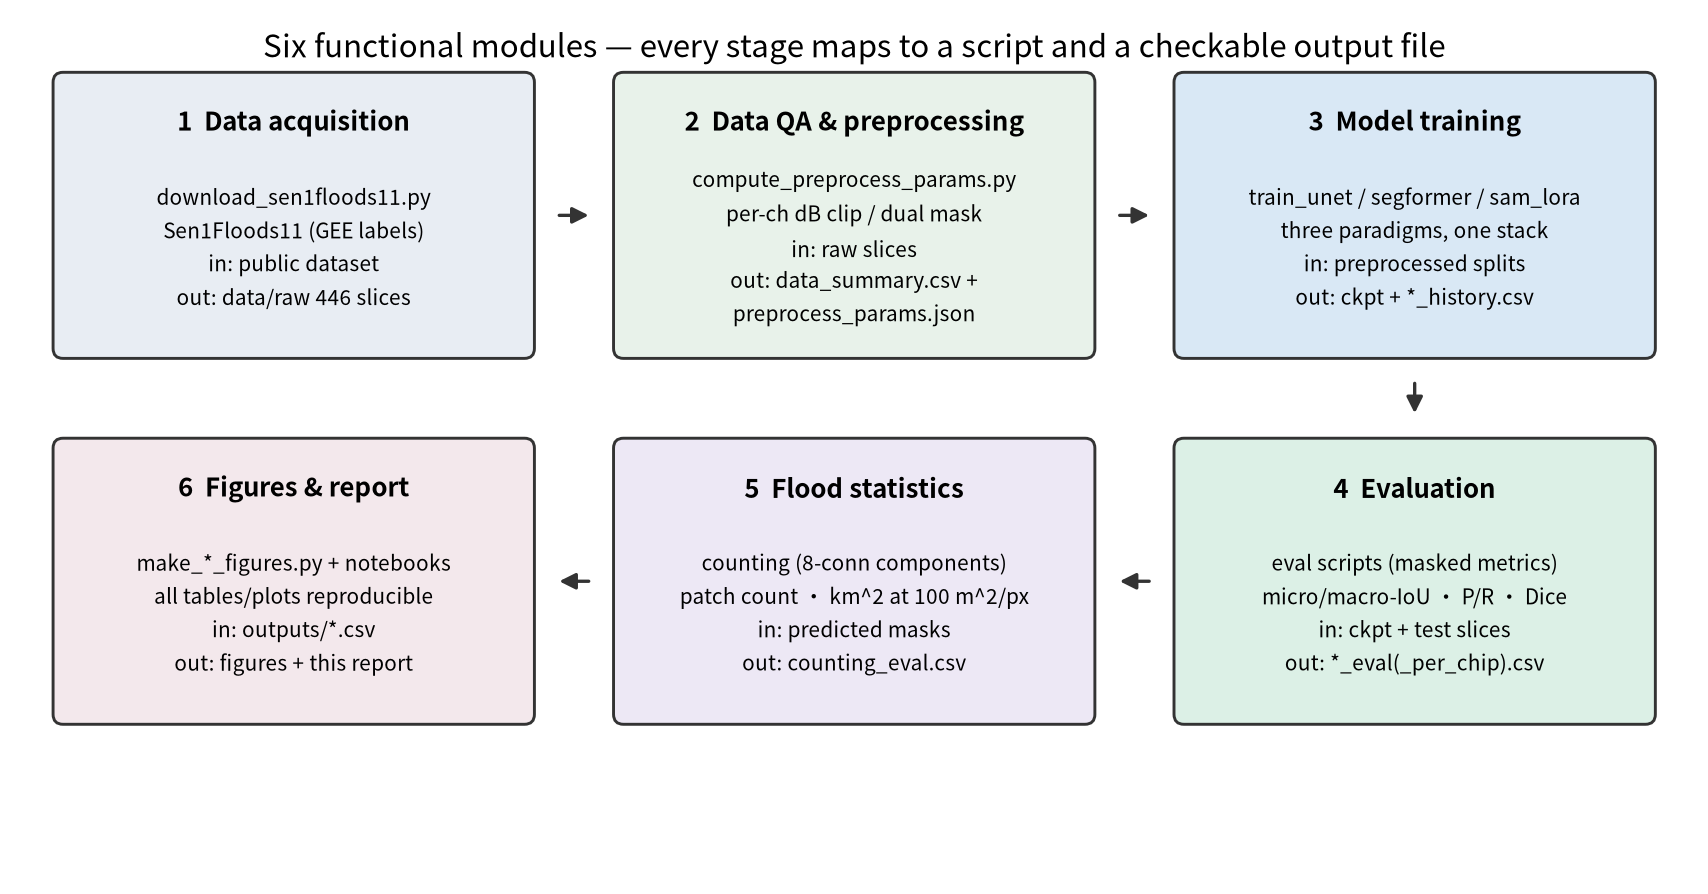 Six functional modules — every stage maps to a script and a checkable output file
1 Data acquisition
download_sen1floods11.py
Sen1Floods11 (GEE labels)
in: public dataset
out: data/raw 446 slices
2 Data QA & preprocessing
compute_preprocess_params.py
per-ch dB clip / dual mask
in: raw slices
out: data_summary.csv +
preprocess_params.json
3 Model training
train_unet / segformer / sam_lora
three paradigms, one stack
in: preprocessed splits
out: ckpt + *_history.csv
4 Evaluation
eval scripts (masked metrics)
micro/macro-IoU・P/R・Dice
in: ckpt + test slices
out: *_eval(_per_chip).csv
5 Flood statistics
counting (8-conn components)
patch count・km^2 at 100 m^2/px
in: predicted masks
out: counting_eval.csv
6 Figures & report
make_*_figures.py + notebooks
all tables/plots reproducible
in: outputs/*.csv
out: figures + this report